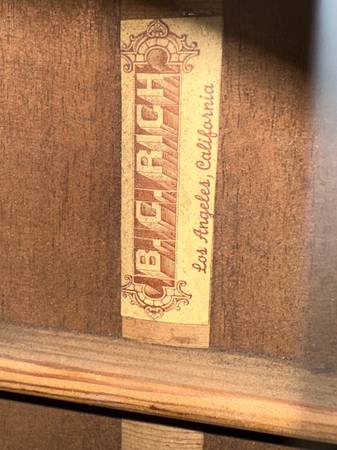 B. C. RICH
Los Angeles, California